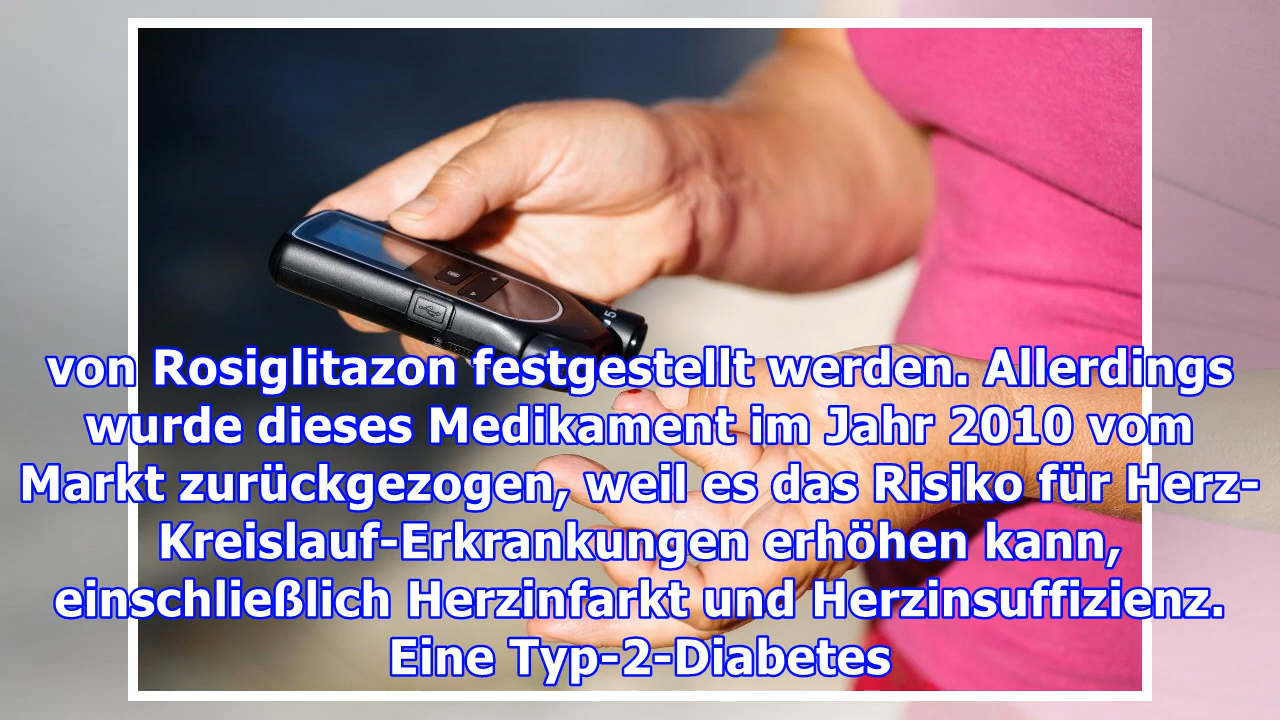 von Rosiglitazon festgestellt werden. Allerdings
wurde dieses Medikament im Jahr 2010 vom
Markt zurückgezogen, weil es das Risiko für Herz-
Kreislauf-Erkrankungen erhöhen kann,
einschließlich Herzinfarkt und Herzinsuffizienz.
Eine Typ-2-Diabetes